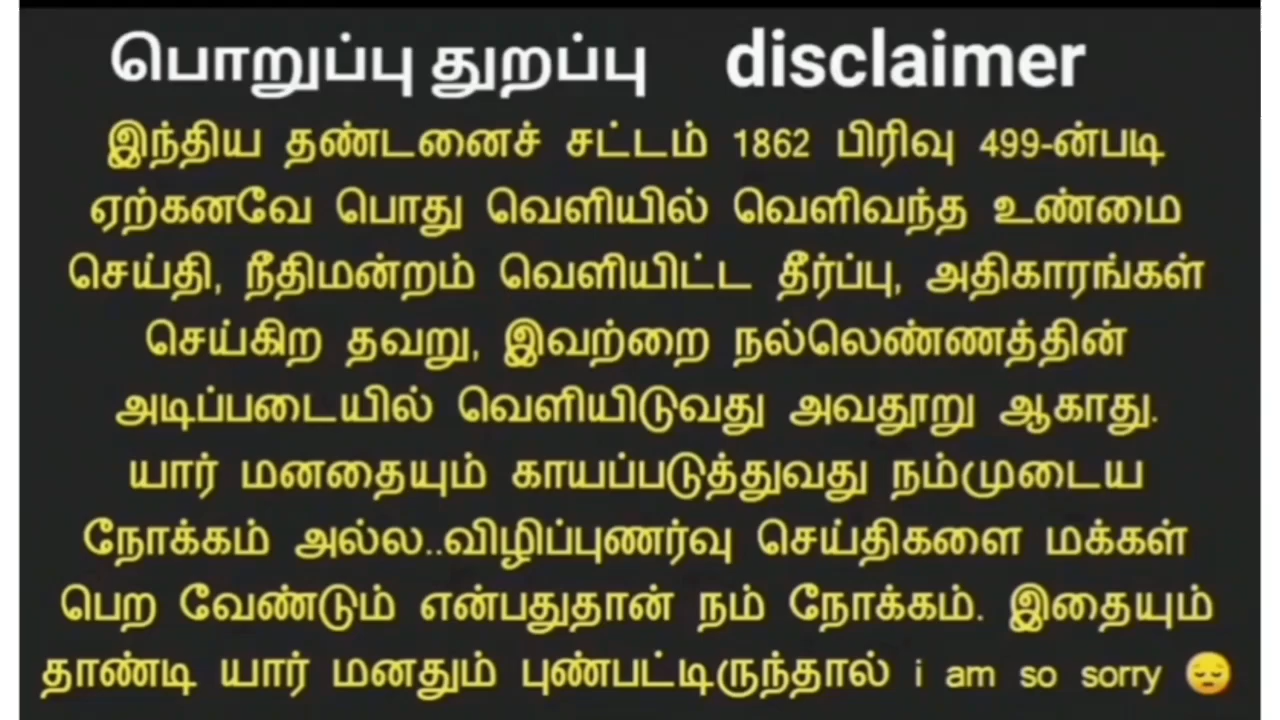 பொறுப்பு துறப்பு disclaimer
இந்திய தண்டனைச் சட்டம் 1862 பிரிவு 499-ன்படி
ஏற்கனவே பொது வெளியில் வெளிவந்த உண்மை
செய்தி, நீதிமன்றம் வெளியிட்ட தீர்ப்பு, அதிகாரங்கள்
செய்கிற தவறு, இவற்றை நல்லெண்ணத்தின்
அடிப்படையில் வெளியிடுவது அவதூறு ஆகாது.
யார் மனதையும் காயப்படுத்துவது நம்முடைய
நோக்கம் அல்ல..விழிப்புணர்வு செய்திகளை மக்கள்
பெற வேண்டும் என்பதுதான் நம் நோக்கம். இதையும்
தாண்டி யார் மனதும் புண்பட்டிருந்தால் i am so sorry 😔